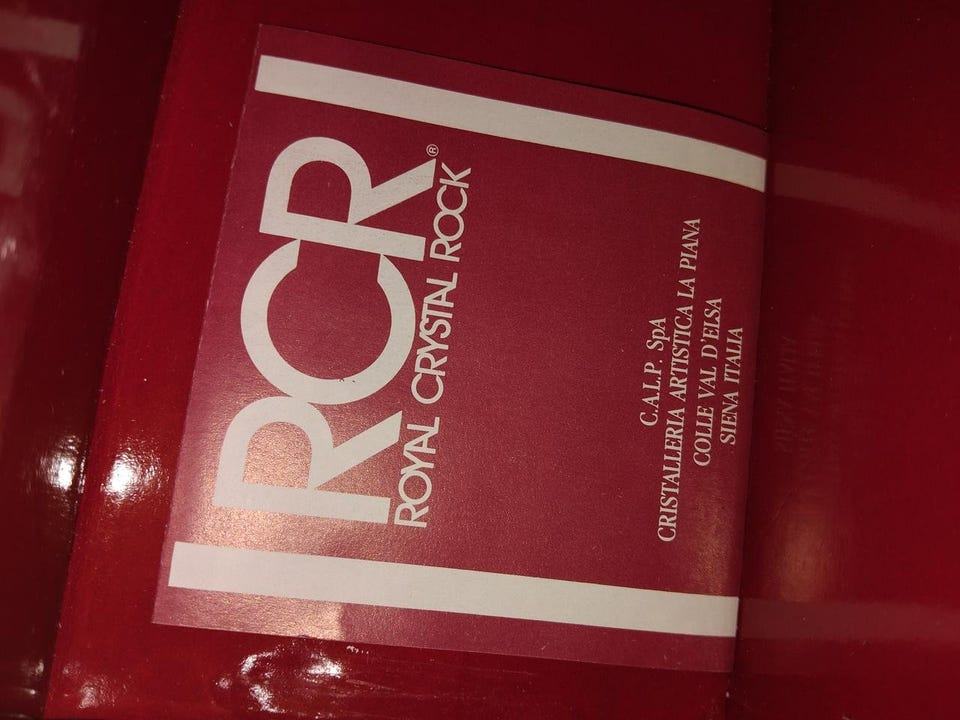 RCR®
ROYAL CRYSTAL ROCK
C.A.L.P. SpA
CRISTALLERIA ARTISTICA LA PIANA
COLLE VAL D'ELSA
SIENA ITALIA